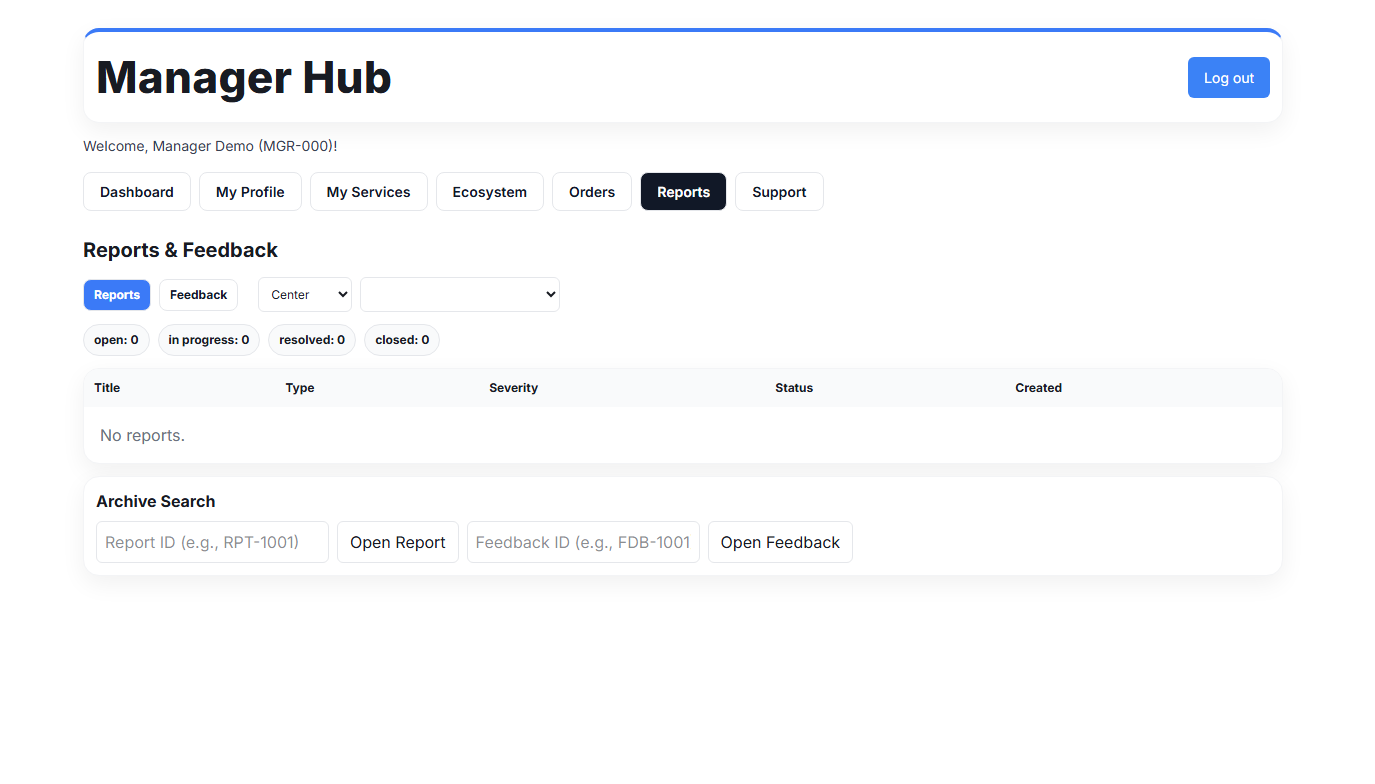 Manager Hub
Log out
Welcome, Manager Demo (MGR-000)!
Dashboard My Profile My Services Ecosystem Orders Reports Support
Reports & Feedback
Reports Feedback Center
open: 0 in progress: 0 resolved: 0 closed: 0
Title Type Severity Status Created
No reports.
Archive Search
Report ID (e.g., RPT-1001) Open Report Feedback ID (e.g., FDB-1001 Open Feedback